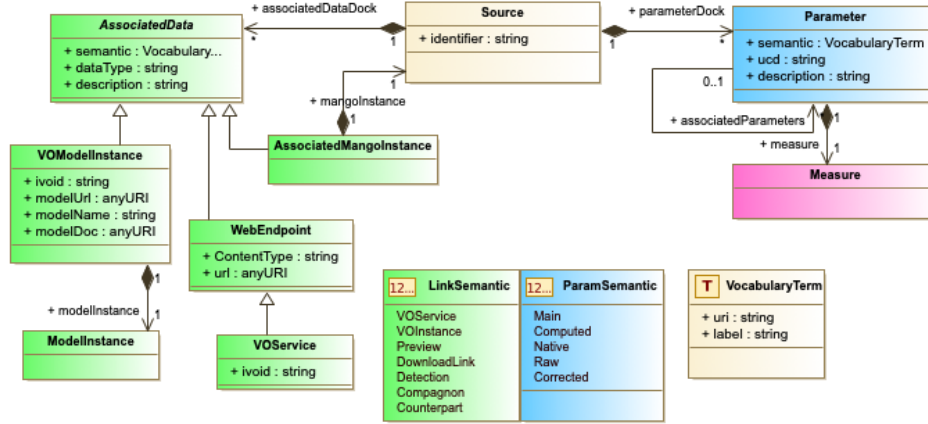 AssociatedData
+ semantic : Vocabulary...
+ dataType : string
+ description : string
+ associatedDataDock
*
1
Source
+ identifier : string
1
+ parameterDock
*
Parameter
+ semantic : VocabularyTerm
+ ucd : string
+ description : string
0..1
+ associatedParameters
1
+ measure
1
Measure
1
+ mangoInstance
1
AssociatedMangoInstance
VOModelInstance
+ ivoid : string
+ modelUrl : anyURI
+ modelName : string
+ modelDoc : anyURI
1
+ modelInstance
1
ModelInstance
WebEndpoint
+ ContentType : string
+ url : anyURI
VOService
+ ivoid : string
12...
LinkSemantic
VOService
VOInstance
Preview
DownloadLink
Detection
Compagnon
Counterpart
12...
ParamSemantic
Main
Computed
Native
Raw
Corrected
T
VocabularyTerm
+ uri : string
+ label : string